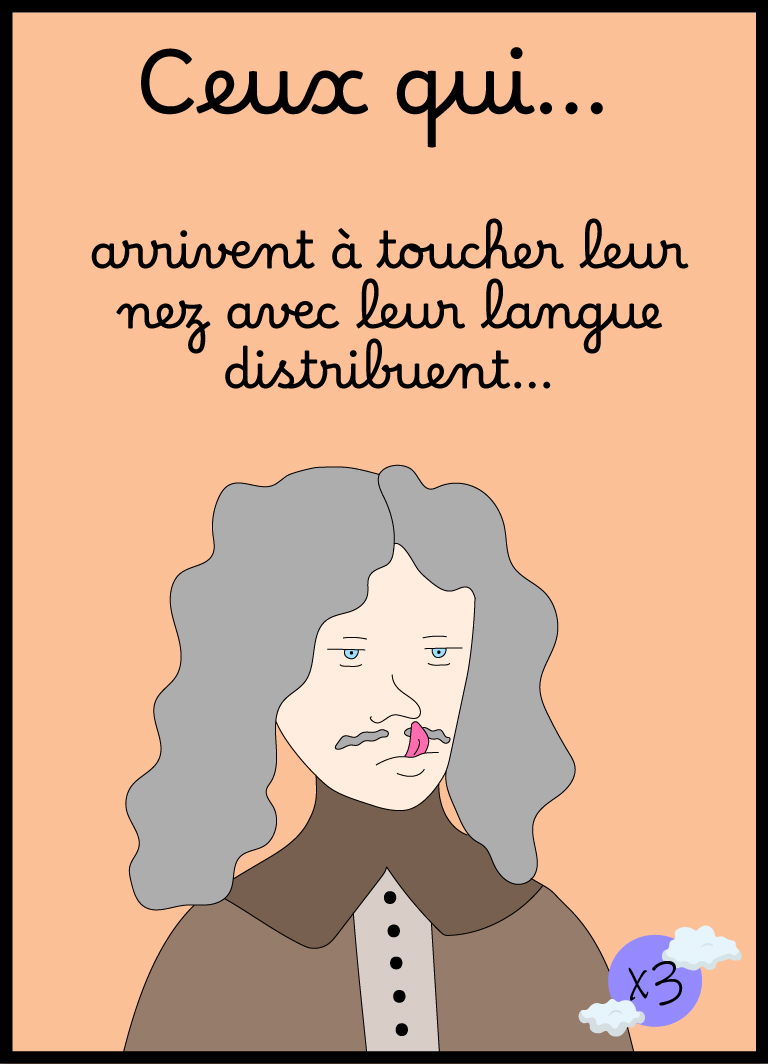 Ceux qui...
arrivent à toucher leur
nez avec leur langue
distribuent...
x3